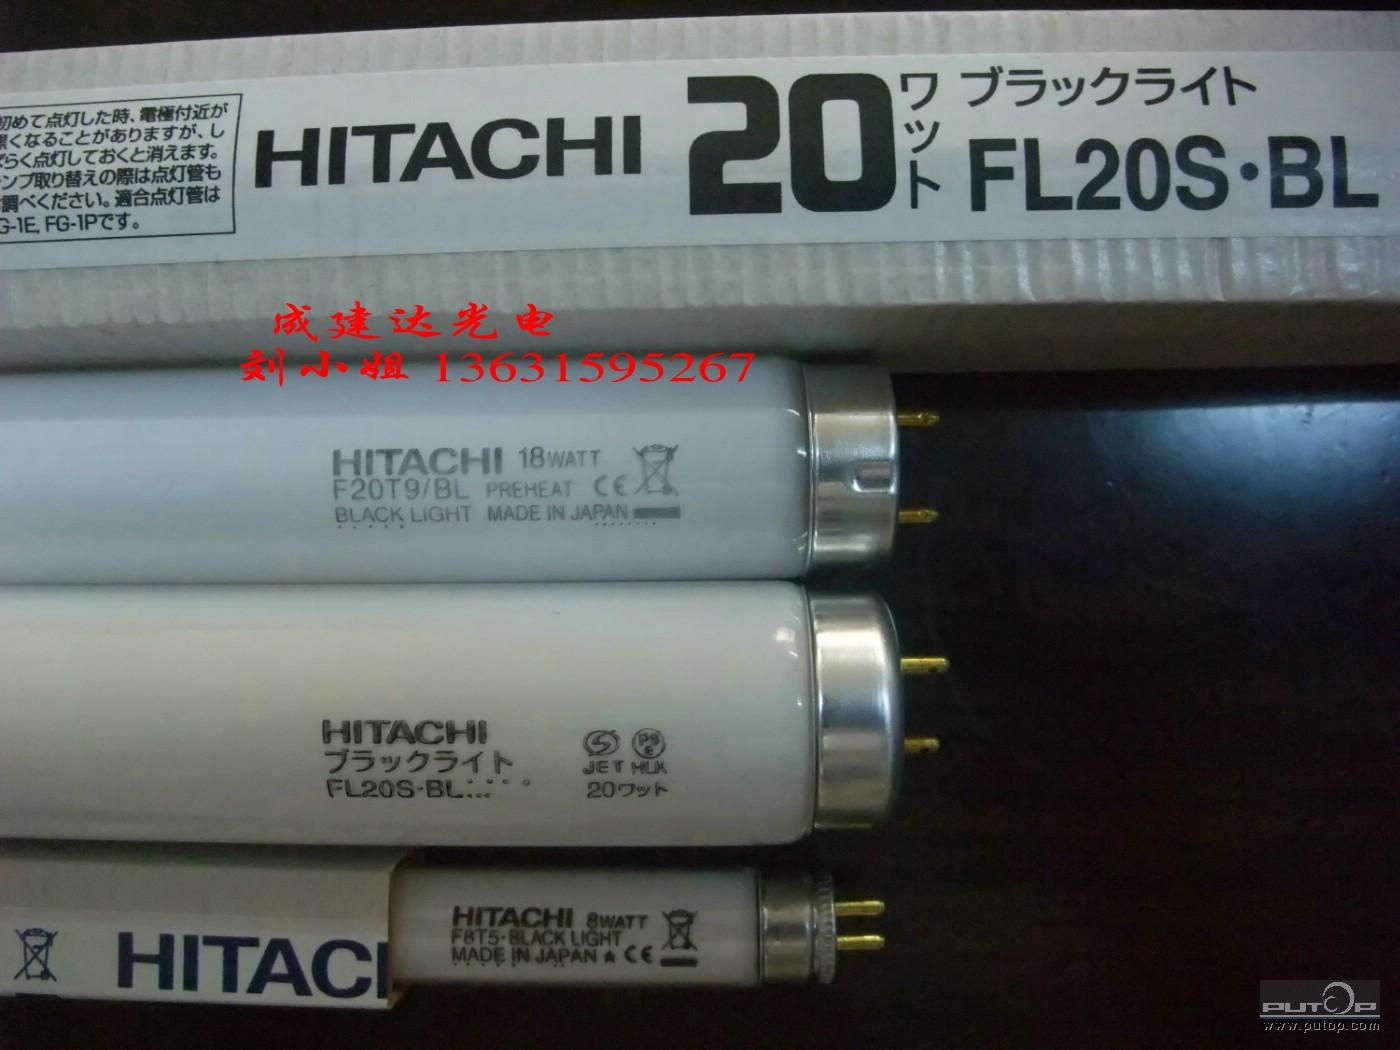 初めて点灯した時、電極付近が
黒くなることがありますが、し
ばらく点灯しておくと消えます。
ランプ取り替えの際は点灯管も
調べください。適合点灯管は
G-1E, FG-1Pです。
HITACHI
20
ワット
ブラックライト
FL20S・BL
成建达光电
刘小姐 13631595267
HITACHI 18WATT
F20T9/BL PREHEAT CE
BLACK LIGHT MADE IN JAPAN
HITACHI
ブラックライト
FL20S・BL
PS
E
JET HLK
20ワット
HITACHI
HITACHI 8WATT
F8T5・BLACK LIGHT
MADE IN JAPAN ★ CE
PUTOP
www.putop.com